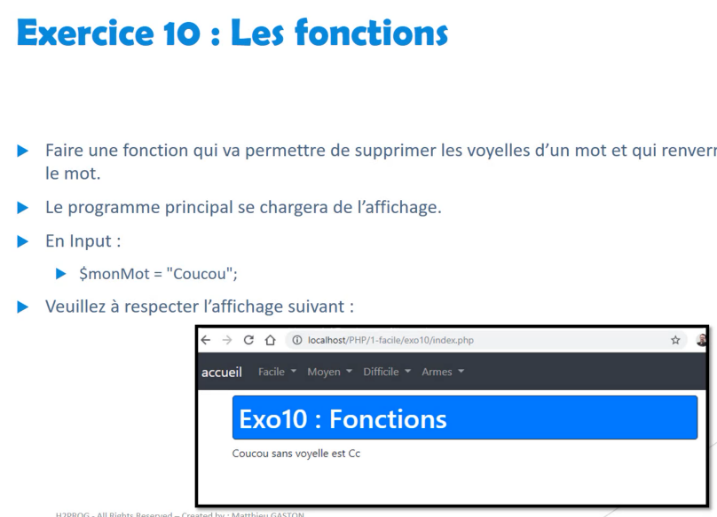 Exercice 10 : Les fonctions
Faire une fonction qui va permettre de supprimer les voyelles d'un mot et qui renverr
le mot.
Le programme principal se chargera de l'affichage.
En Input :
$monMot = "Coucou";
Veuillez à respecter l'affichage suivant :
localhost/PHP/1-facile/exo10/index.php
accueil Facile Moyen Difficile Armes
Exo10 : Fonctions
Coucou sans voyelle est Cc
H2PROG - All Rights Reserved – Created by : Matthieu GASTON